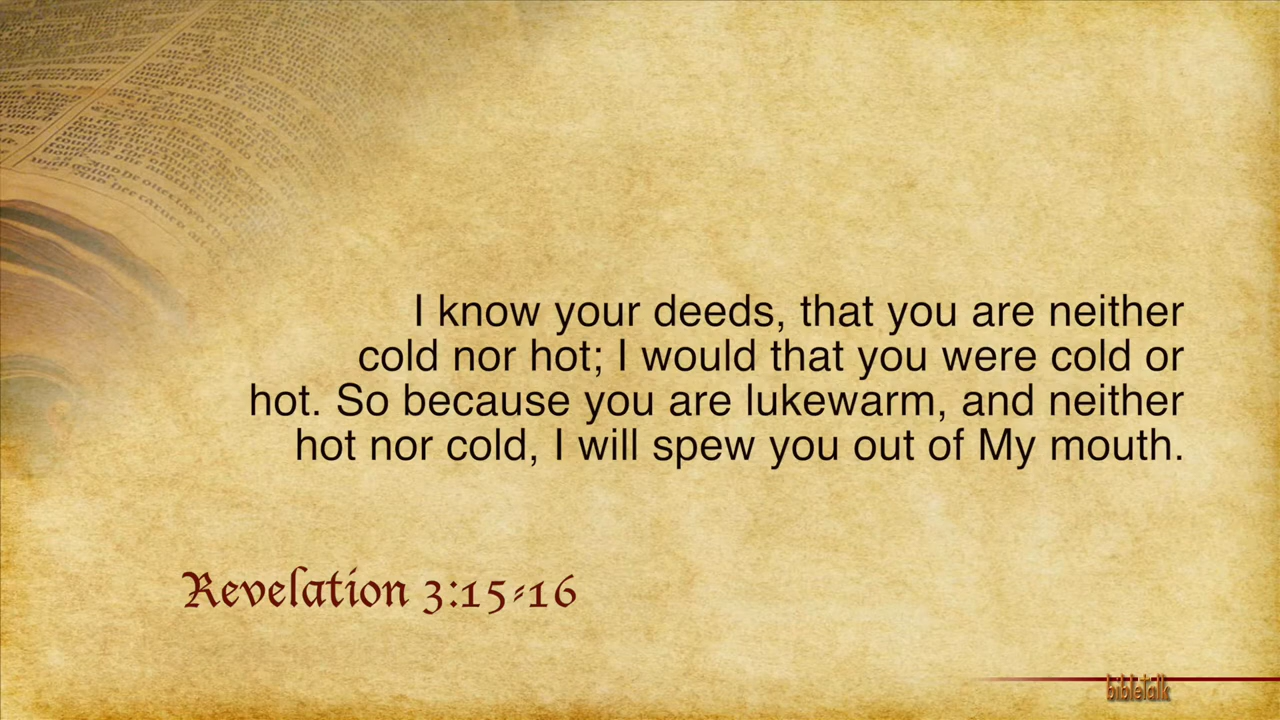 I know your deeds, that you are neither
cold nor hot; I would that you were cold or
hot. So because you are lukewarm, and neither
hot nor cold, I will spew you out of My mouth.
Revelation 3:15-16
bibletalk